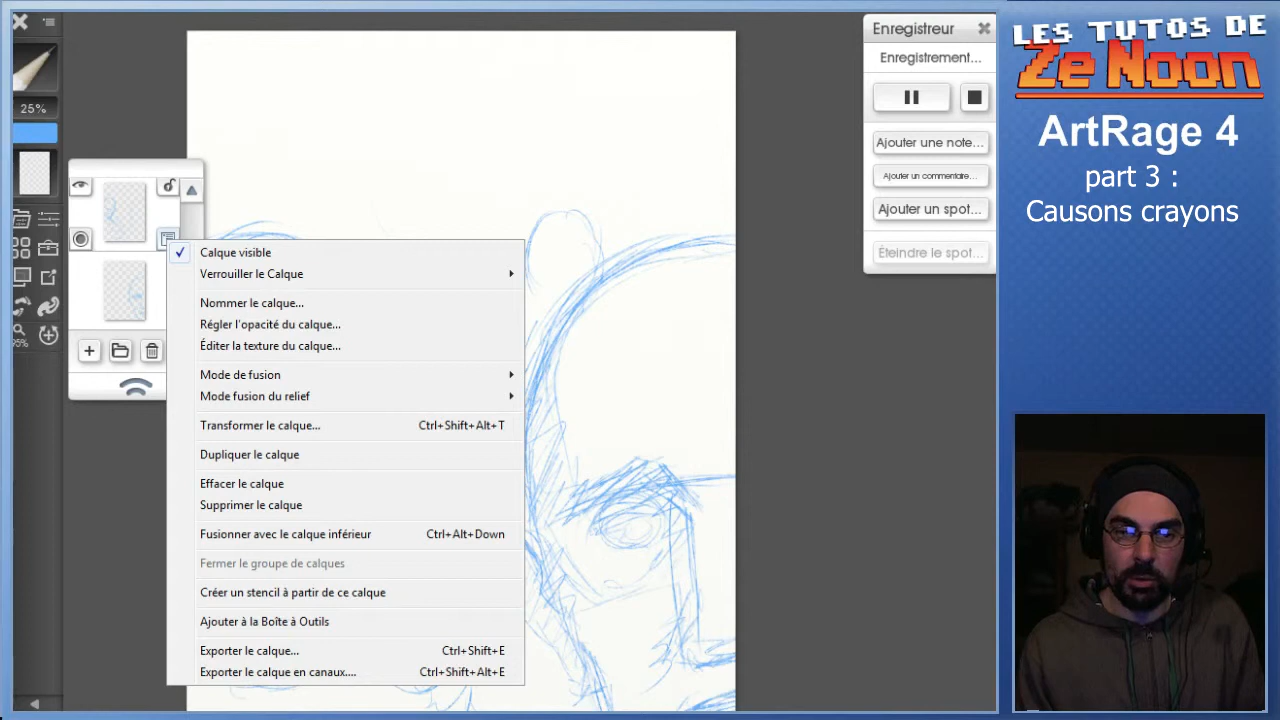 25%
95%
Calque visible
Verrouiller le Calque
Nommer le calque...
Régler l'opacité du calque...
Éditer la texture du calque...
Mode de fusion
Mode fusion du relief
Transformer le calque... Ctrl+Shift+Alt+T
Dupliquer le calque
Effacer le calque
Supprimer le calque
Fusionner avec le calque inférieur Ctrl+Alt+Down
Fermer le groupe de calques
Créer un stencil à partir de ce calque
Ajouter à la Boîte à Outils
Exporter le calque... Ctrl+Shift+E
Exporter le calque en canaux.... Ctrl+Shift+Alt+E
Enregistreur
Enregistrement...
Ajouter une note...
Ajouter un commentaire...
Ajouter un spot...
Éteindre le spot...
LES TUTOS DE
Ze Noon
ArtRage 4
part 3 :
Causons crayons